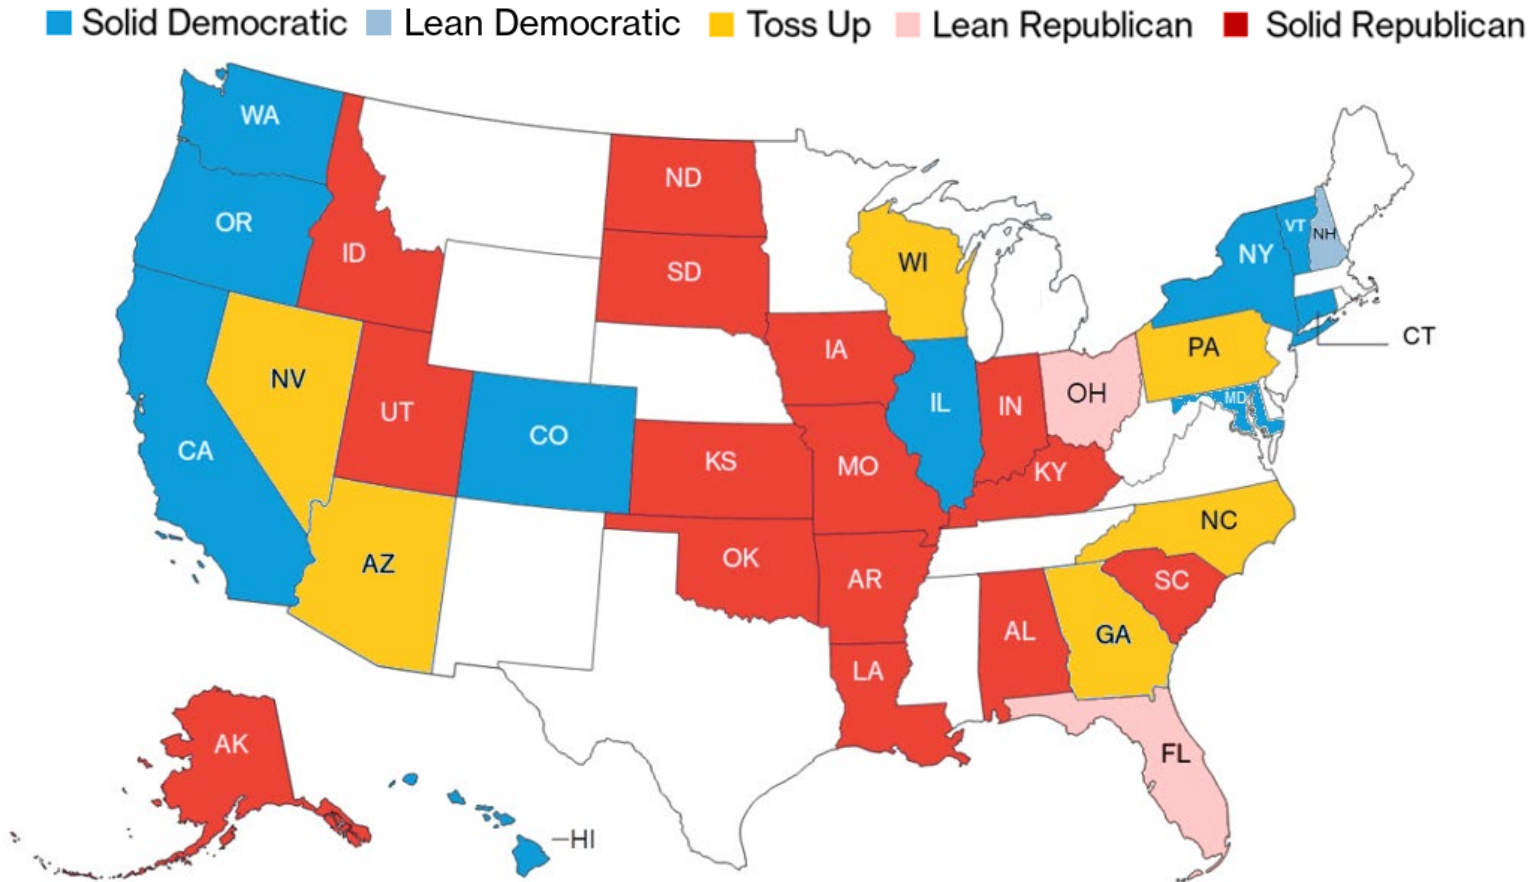 Solid Democratic Lean Democratic Toss Up Lean Republican Solid Republican
WA
ND
OR
VT
NH
NY
ID
WI
SD
CT
IA
PA
NV
OH
MD
IL
IN
UT
CO
CA
KS
MO
KY
NC
OK
AZ
AR
SC
AL
GA
LA
AK
FL
HI